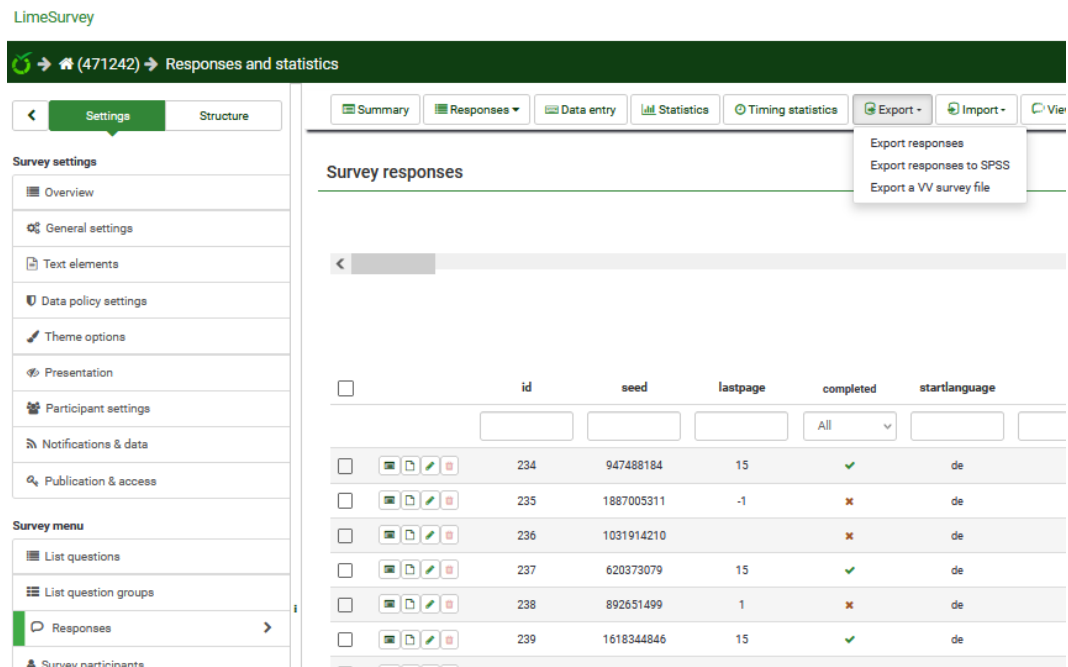 LimeSurvey
(471242) Responses and statistics
Settings Structure
Summary Responses Data entry Statistics Timing statistics Export Import Vie
Export responses
Export responses to SPSS
Export a VV survey file
Survey settings
Overview
General settings
Text elements
Data policy settings
Theme options
Presentation
Participant settings
Notifications & data
Publication & access
Survey menu
List question groups
List questions
Responses
Survey participants
Survey responses
id seed lastpage completed startlanguage
All
234 947488184 15 de
235 1887005311 -1 de
236 1031914210 de
237 620373079 15 de
238 892651499 1 de
239 1618344846 15 de